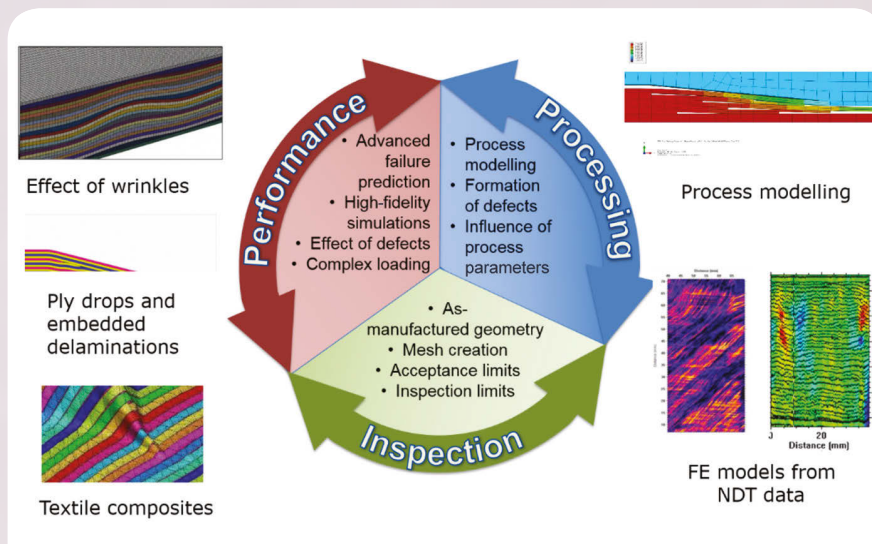 Effect of wrinkles
Ply drops and
embedded
delaminations
Textile composites
Performance
• Advanced
failure
prediction
• High-fidelity
simulations
• Effect of defects
• Complex loading
Processing
• Process
modelling
• Formation
of defects
• Influence of
process
parameters
• As-
manufactured geometry
• Mesh creation
• Acceptance limits
• Inspection limits
Inspection
Process modelling
J 20
Distance [mm]
FE models from
NDT data